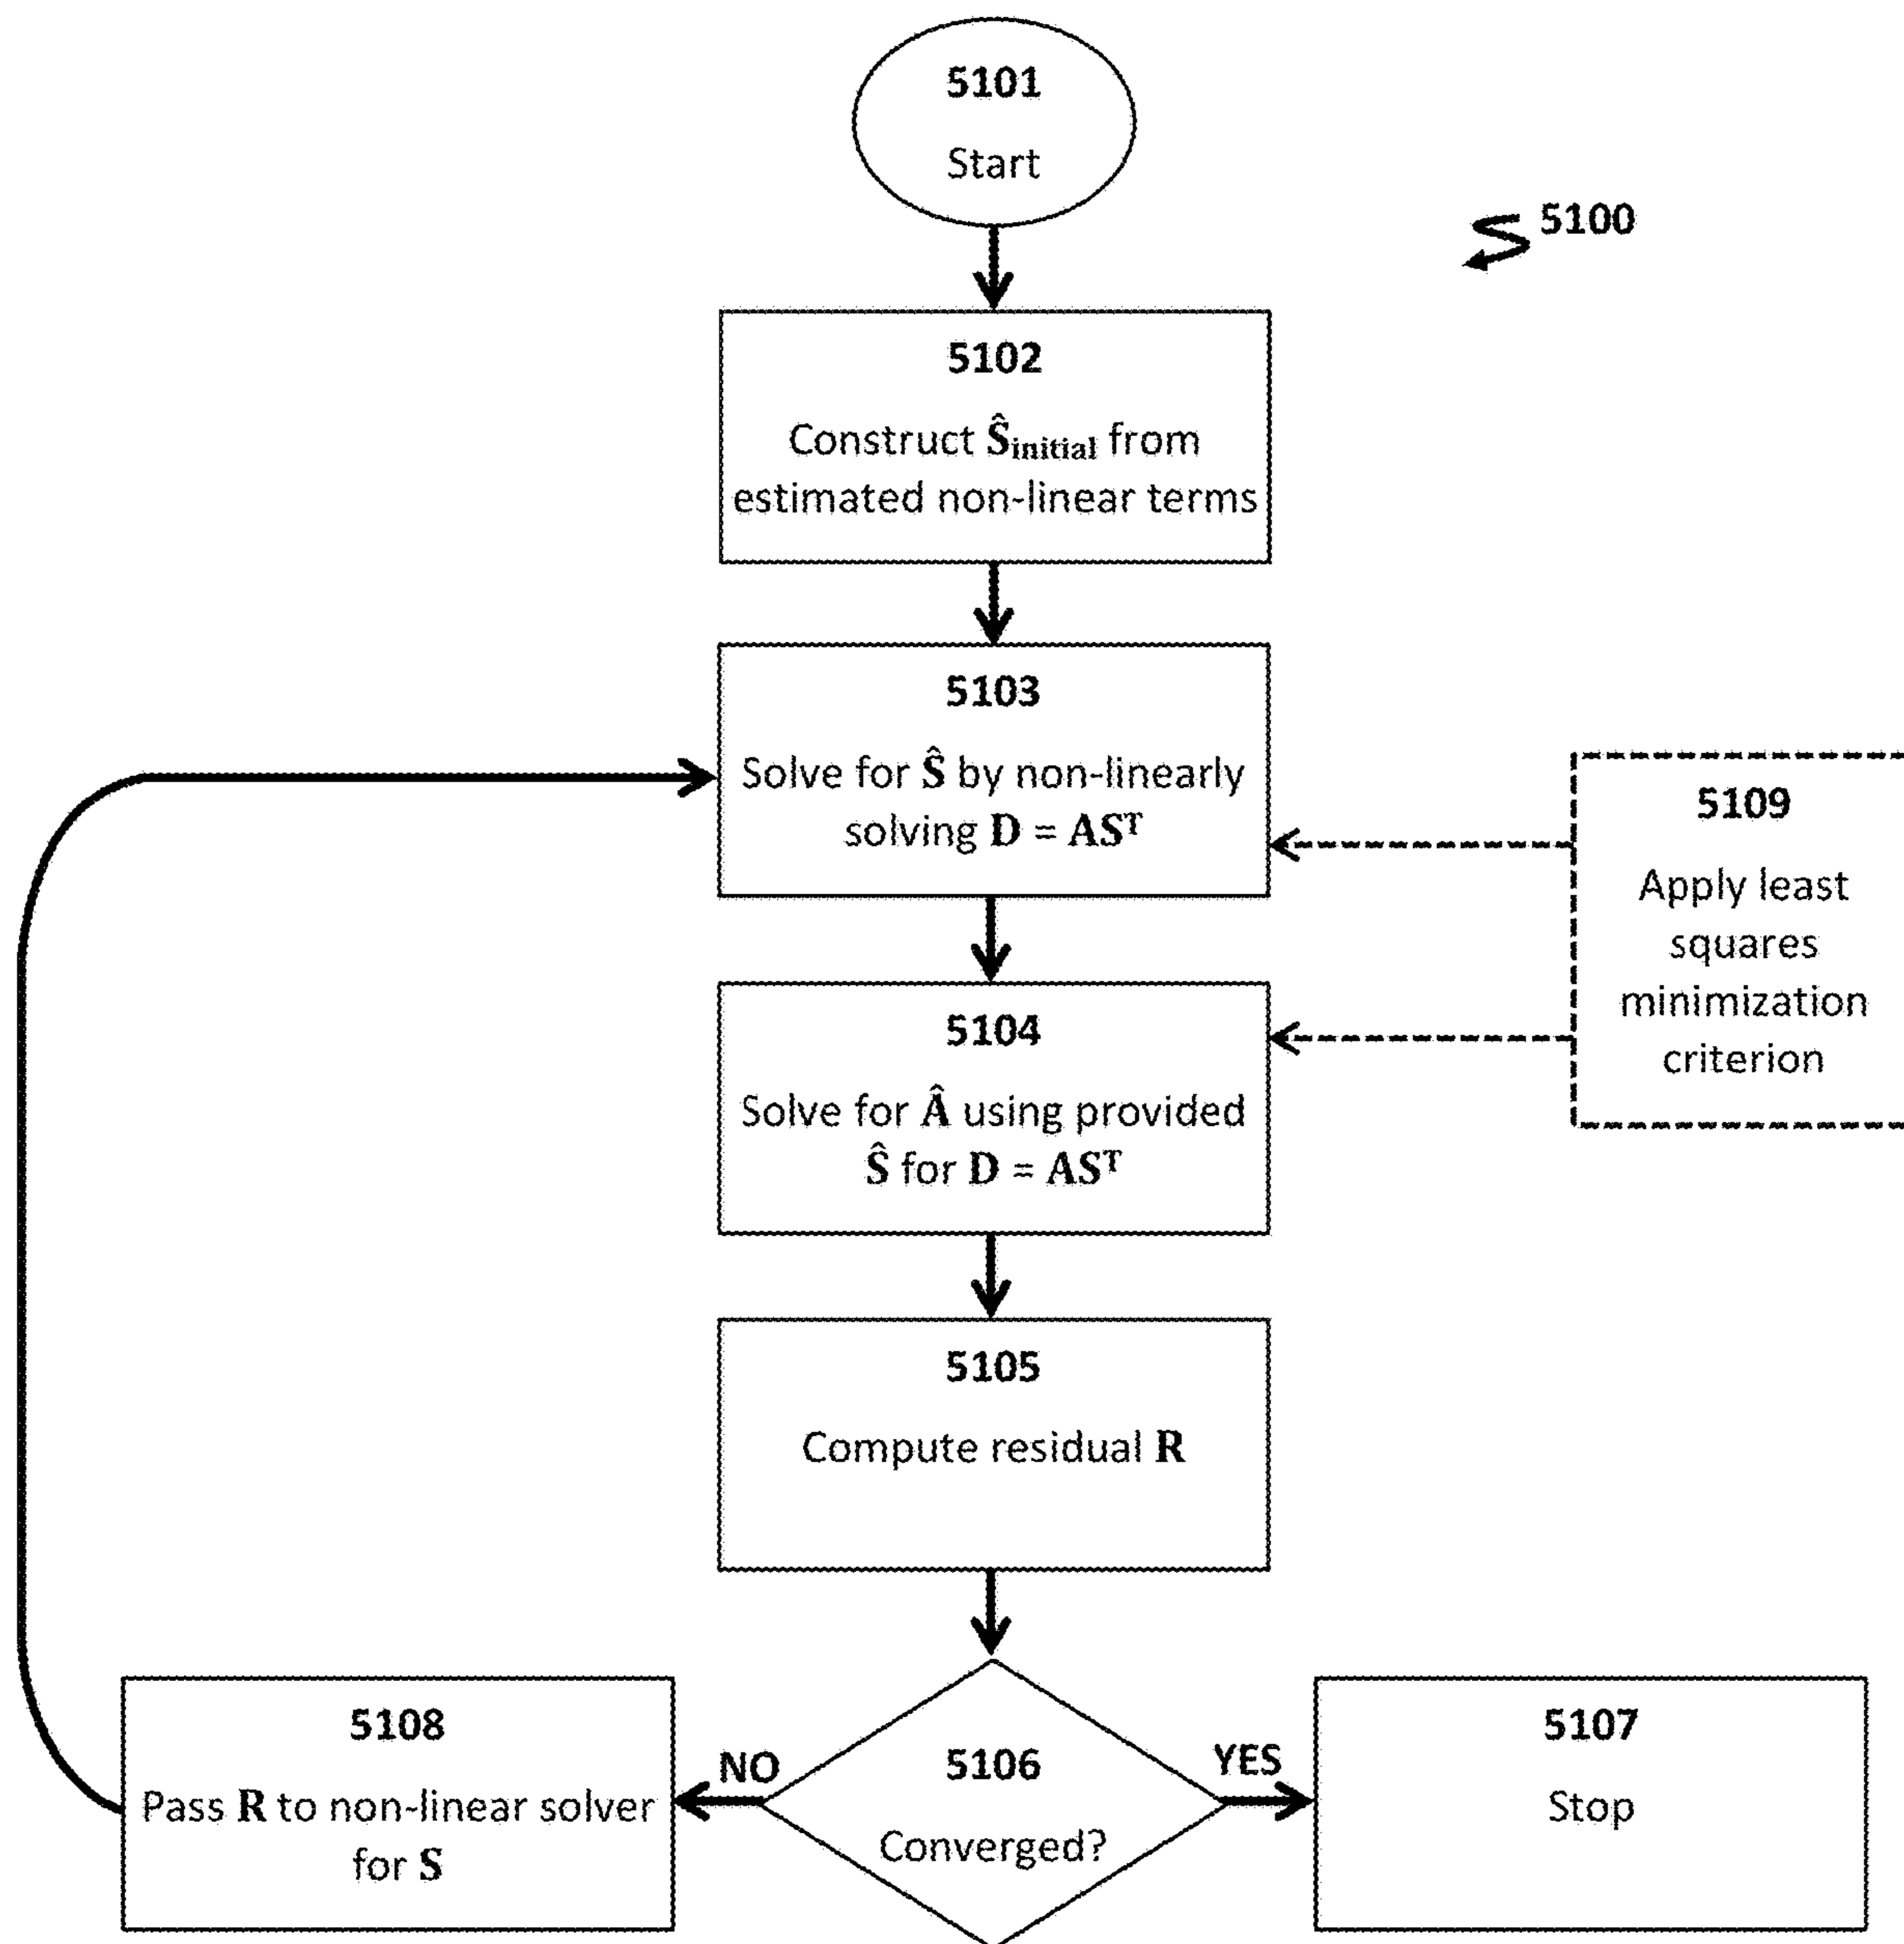 5101
Start
5100
5102
Construct Ŝinitial from
estimated non-linear terms
5103
Solve for Ŝ by non-linearly
solving D = ASᵀ
5109
Apply least
squares
minimization
criterion
5104
Solve for Â using provided
Ŝ for D = ASᵀ
5105
Compute residual R
5108
Pass R to non-linear solver
for S
NO
5106
Converged?
YES
5107
Stop